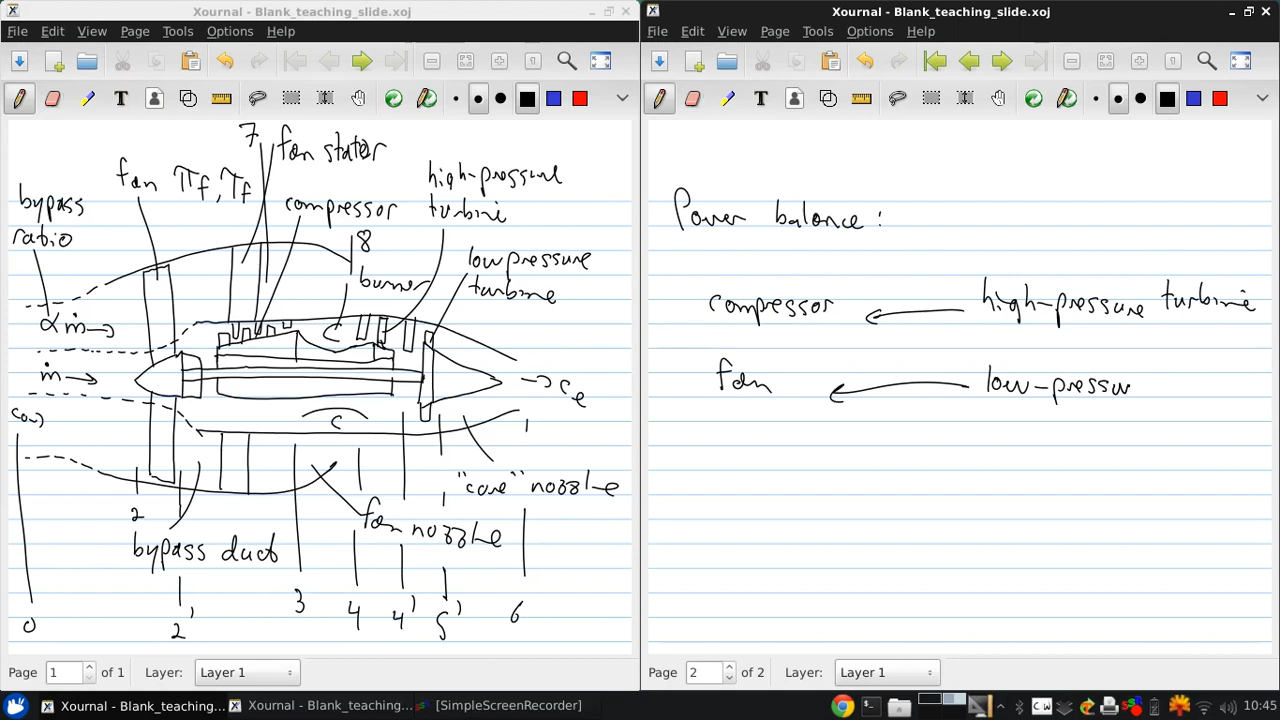 Xournal - Blank_teaching_slide.xoj
File Edit View Page Tools Options Help
7
fan stator
fan πf, τf
high-pressure
turbine
bypass
ratio
compressor
8
low pressure
turbine
burner
αṁ
ṁ
ce
c
"core" nozzle
2
fan nozzle
bypass duct
0
2'
3
4
4'
5'
6
Page 1 of 1 Layer: Layer 1
Xournal - Blank_teaching_slide.xoj
File Edit View Page Tools Options Help
Power balance:
compressor ← high-pressure turbine
fan ← low-pressur
Page 2 of 2 Layer: Layer 1
Xournal - Blank_teaching... Xournal - Blank_teaching... [SimpleScreenRecorder] 10:45